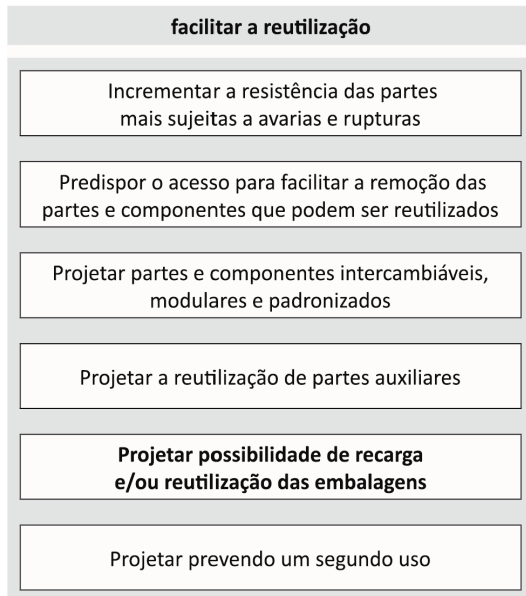 facilitar a reutilização
Incrementar a resistência das partes
mais sujeitas a avarias e rupturas
Predispor o acesso para facilitar a remoção das
partes e componentes que podem ser reutilizados
Projetar partes e componentes intercambiáveis,
modulares e padronizados
Projetar a reutilização de partes auxiliares
Projetar possibilidade de recarga
e/ou reutilização das embalagens
Projetar prevendo um segundo uso